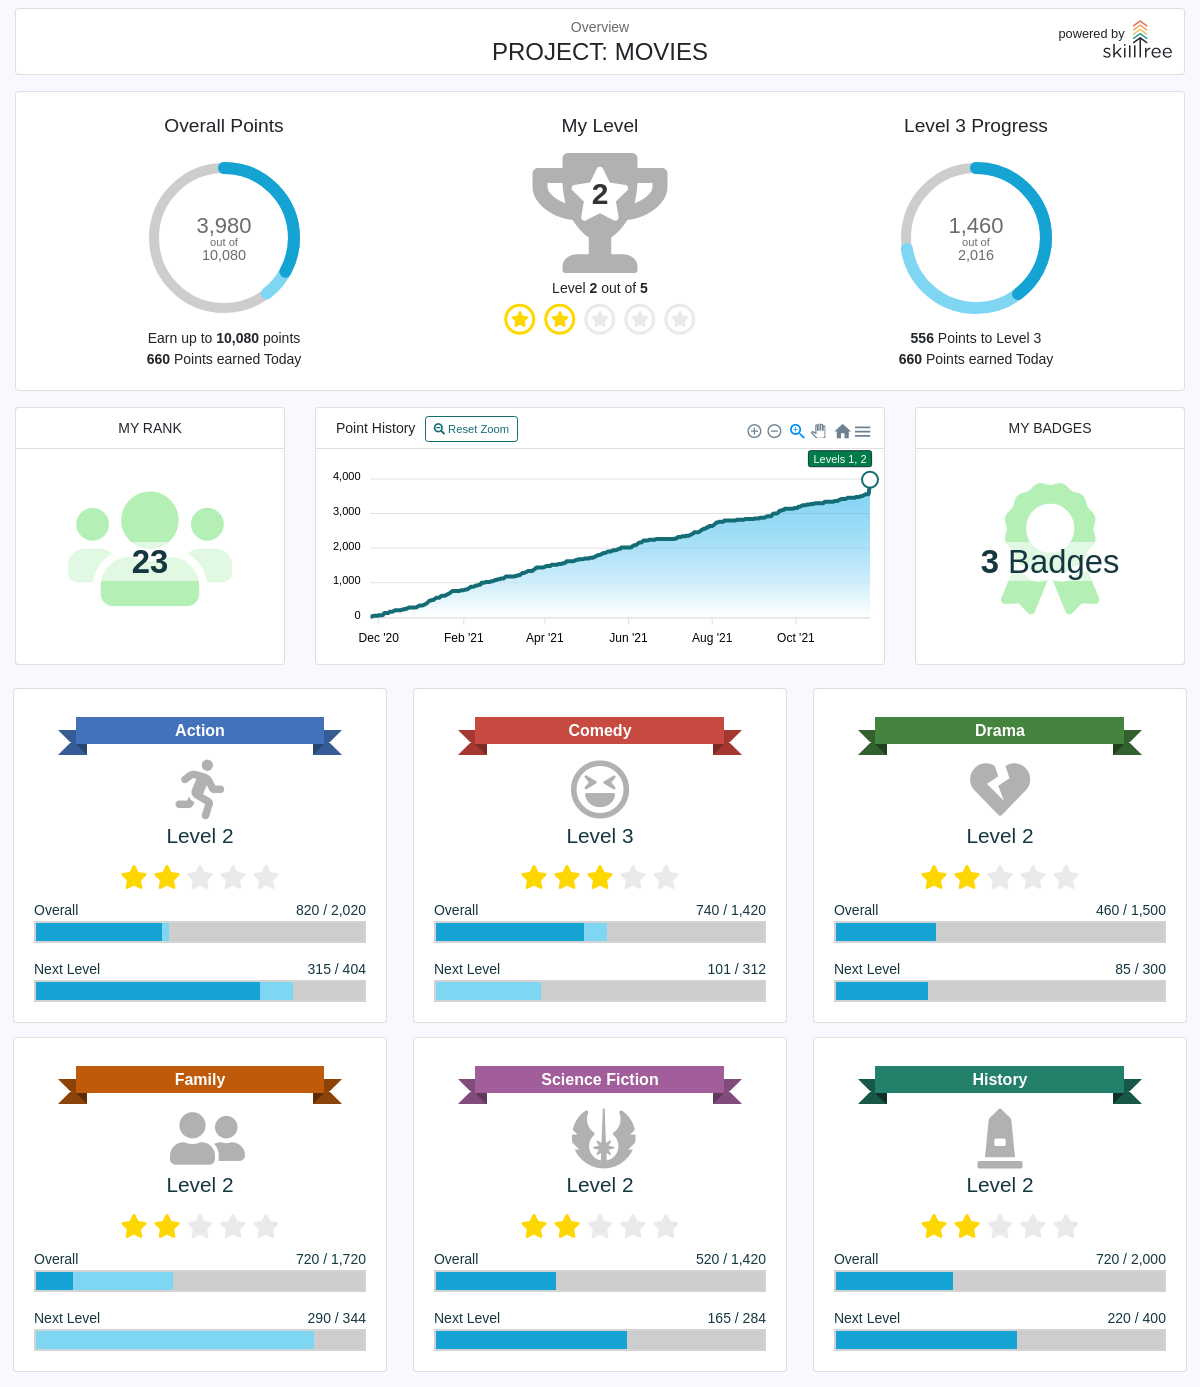 Overview
PROJECT: MOVIES
powered by
skilltree
Overall Points
3,980
out of
10,080
Earn up to 10,080 points
660 Points earned Today
My Level
2
Level 2 out of 5
Level 3 Progress
1,460
out of
2,016
556 Points to Level 3
660 Points earned Today
MY RANK
23
Point History
Reset Zoom
Levels 1, 2
4,000
3,000
2,000
1,000
0
Dec '20 Feb '21 Apr '21 Jun '21 Aug '21 Oct '21
MY BADGES
3 Badges
Action
Level 2
Overall 820 / 2,020
Next Level 315 / 404
Comedy
Level 3
Overall 740 / 1,420
Next Level 101 / 312
Drama
Level 2
Overall 460 / 1,500
Next Level 85 / 300
Family
Level 2
Overall 720 / 1,720
Next Level 290 / 344
Science Fiction
Level 2
Overall 520 / 1,420
Next Level 165 / 284
History
Level 2
Overall 720 / 2,000
Next Level 220 / 400